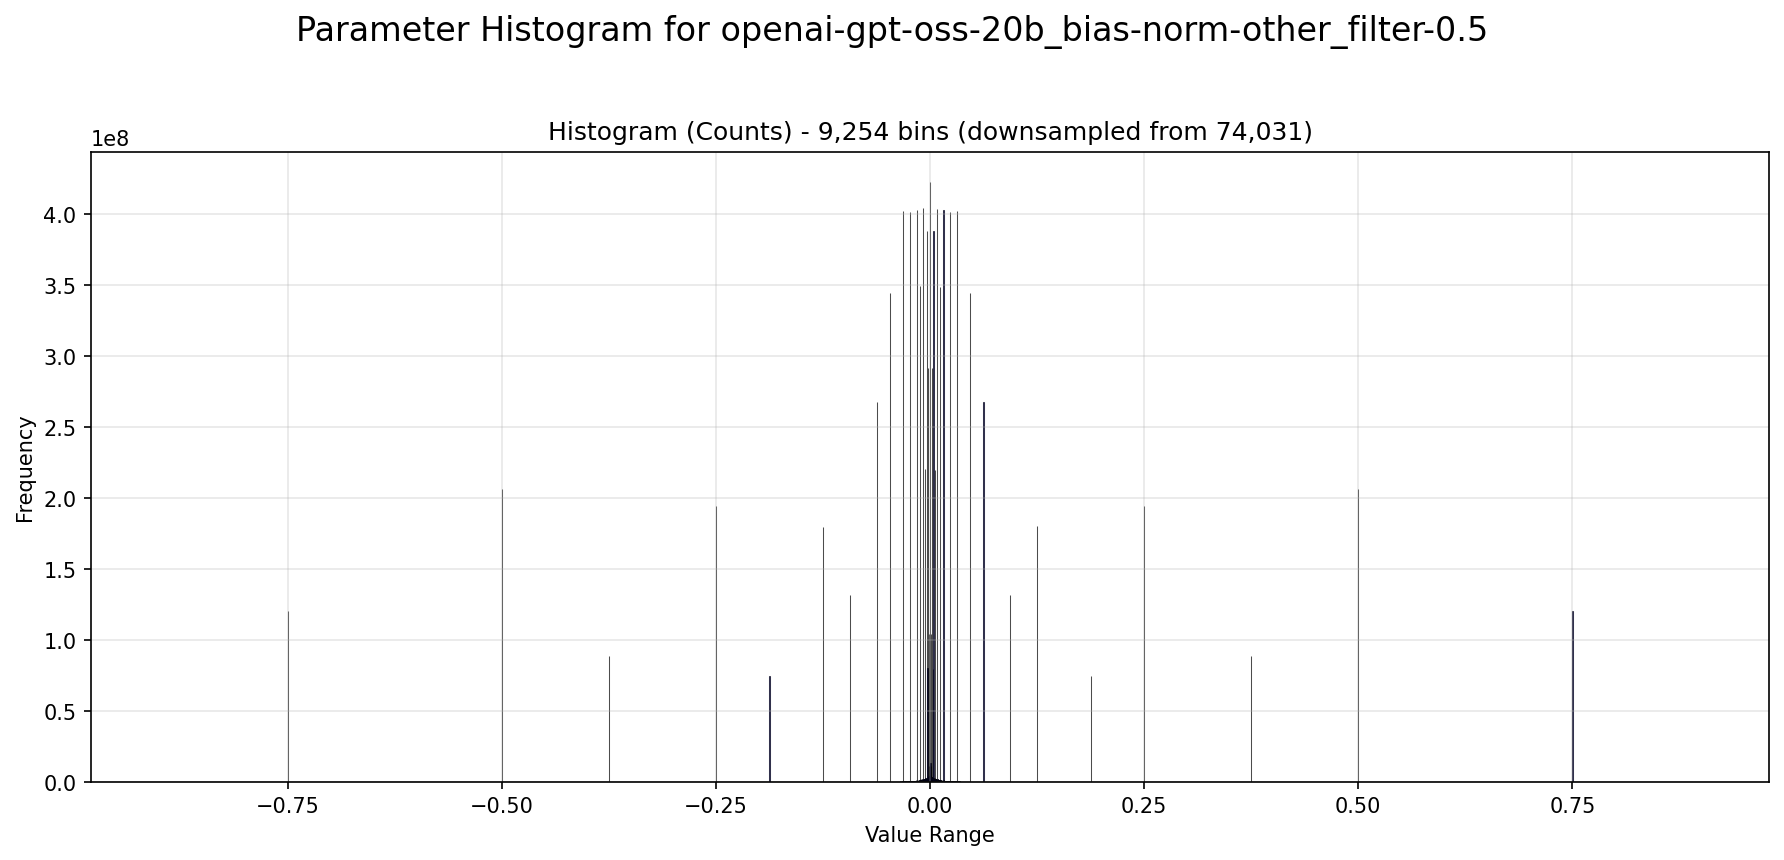 Parameter Histogram for openai-gpt-oss-20b_bias-norm-other_filter-0.5
Histogram (Counts) - 9,254 bins (downsampled from 74,031)
1e8
4.0
3.5
3.0
2.5
2.0
1.5
1.0
0.5
0.0
Frequency
−0.75 −0.50 −0.25 0.00 0.25 0.50 0.75
Value Range